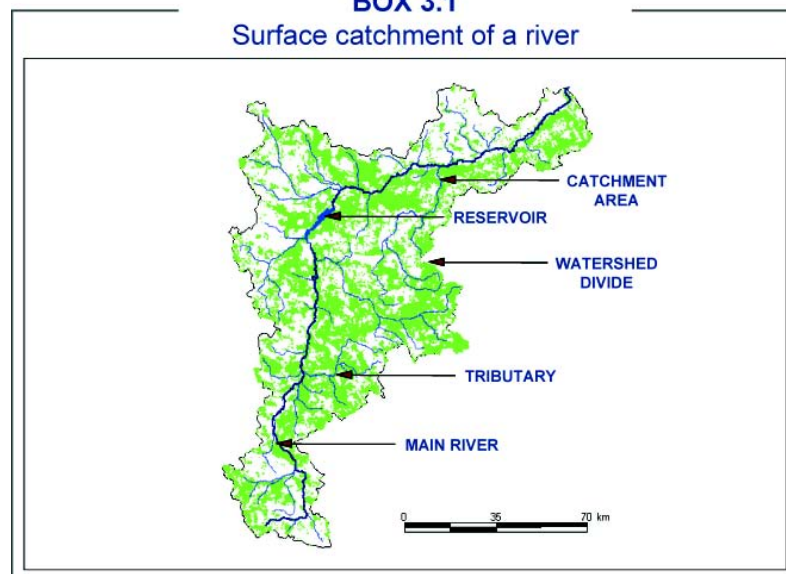 BOX 3.1
Surface catchment of a river
CATCHMENT
AREA
RESERVOIR
WATERSHED
DIVIDE
TRIBUTARY
MAIN RIVER
0 35 70 km